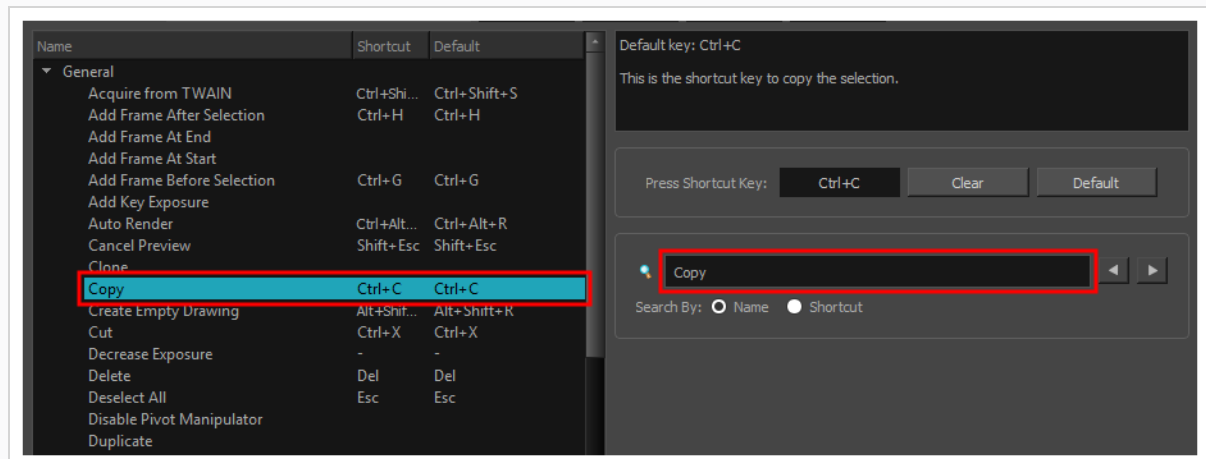 Name Shortcut Default
General
Acquire from TWAIN Ctrl+Shi... Ctrl+Shift+S
Add Frame After Selection Ctrl+H Ctrl+H
Add Frame At End
Add Frame At Start
Add Frame Before Selection Ctrl+G Ctrl+G
Add Key Exposure
Auto Render Ctrl+Alt... Ctrl+Alt+R
Cancel Preview Shift+Esc Shift+Esc
Clone
Copy Ctrl+C Ctrl+C
Create Empty Drawing Alt+Shif... Alt+Shift+R
Cut Ctrl+X Ctrl+X
Decrease Exposure - -
Delete Del Del
Deselect All Esc Esc
Disable Pivot Manipulator
Duplicate
Default key: Ctrl+C
This is the shortcut key to copy the selection.
Press Shortcut Key: Ctrl+C Clear Default
Copy
Search By: Name Shortcut